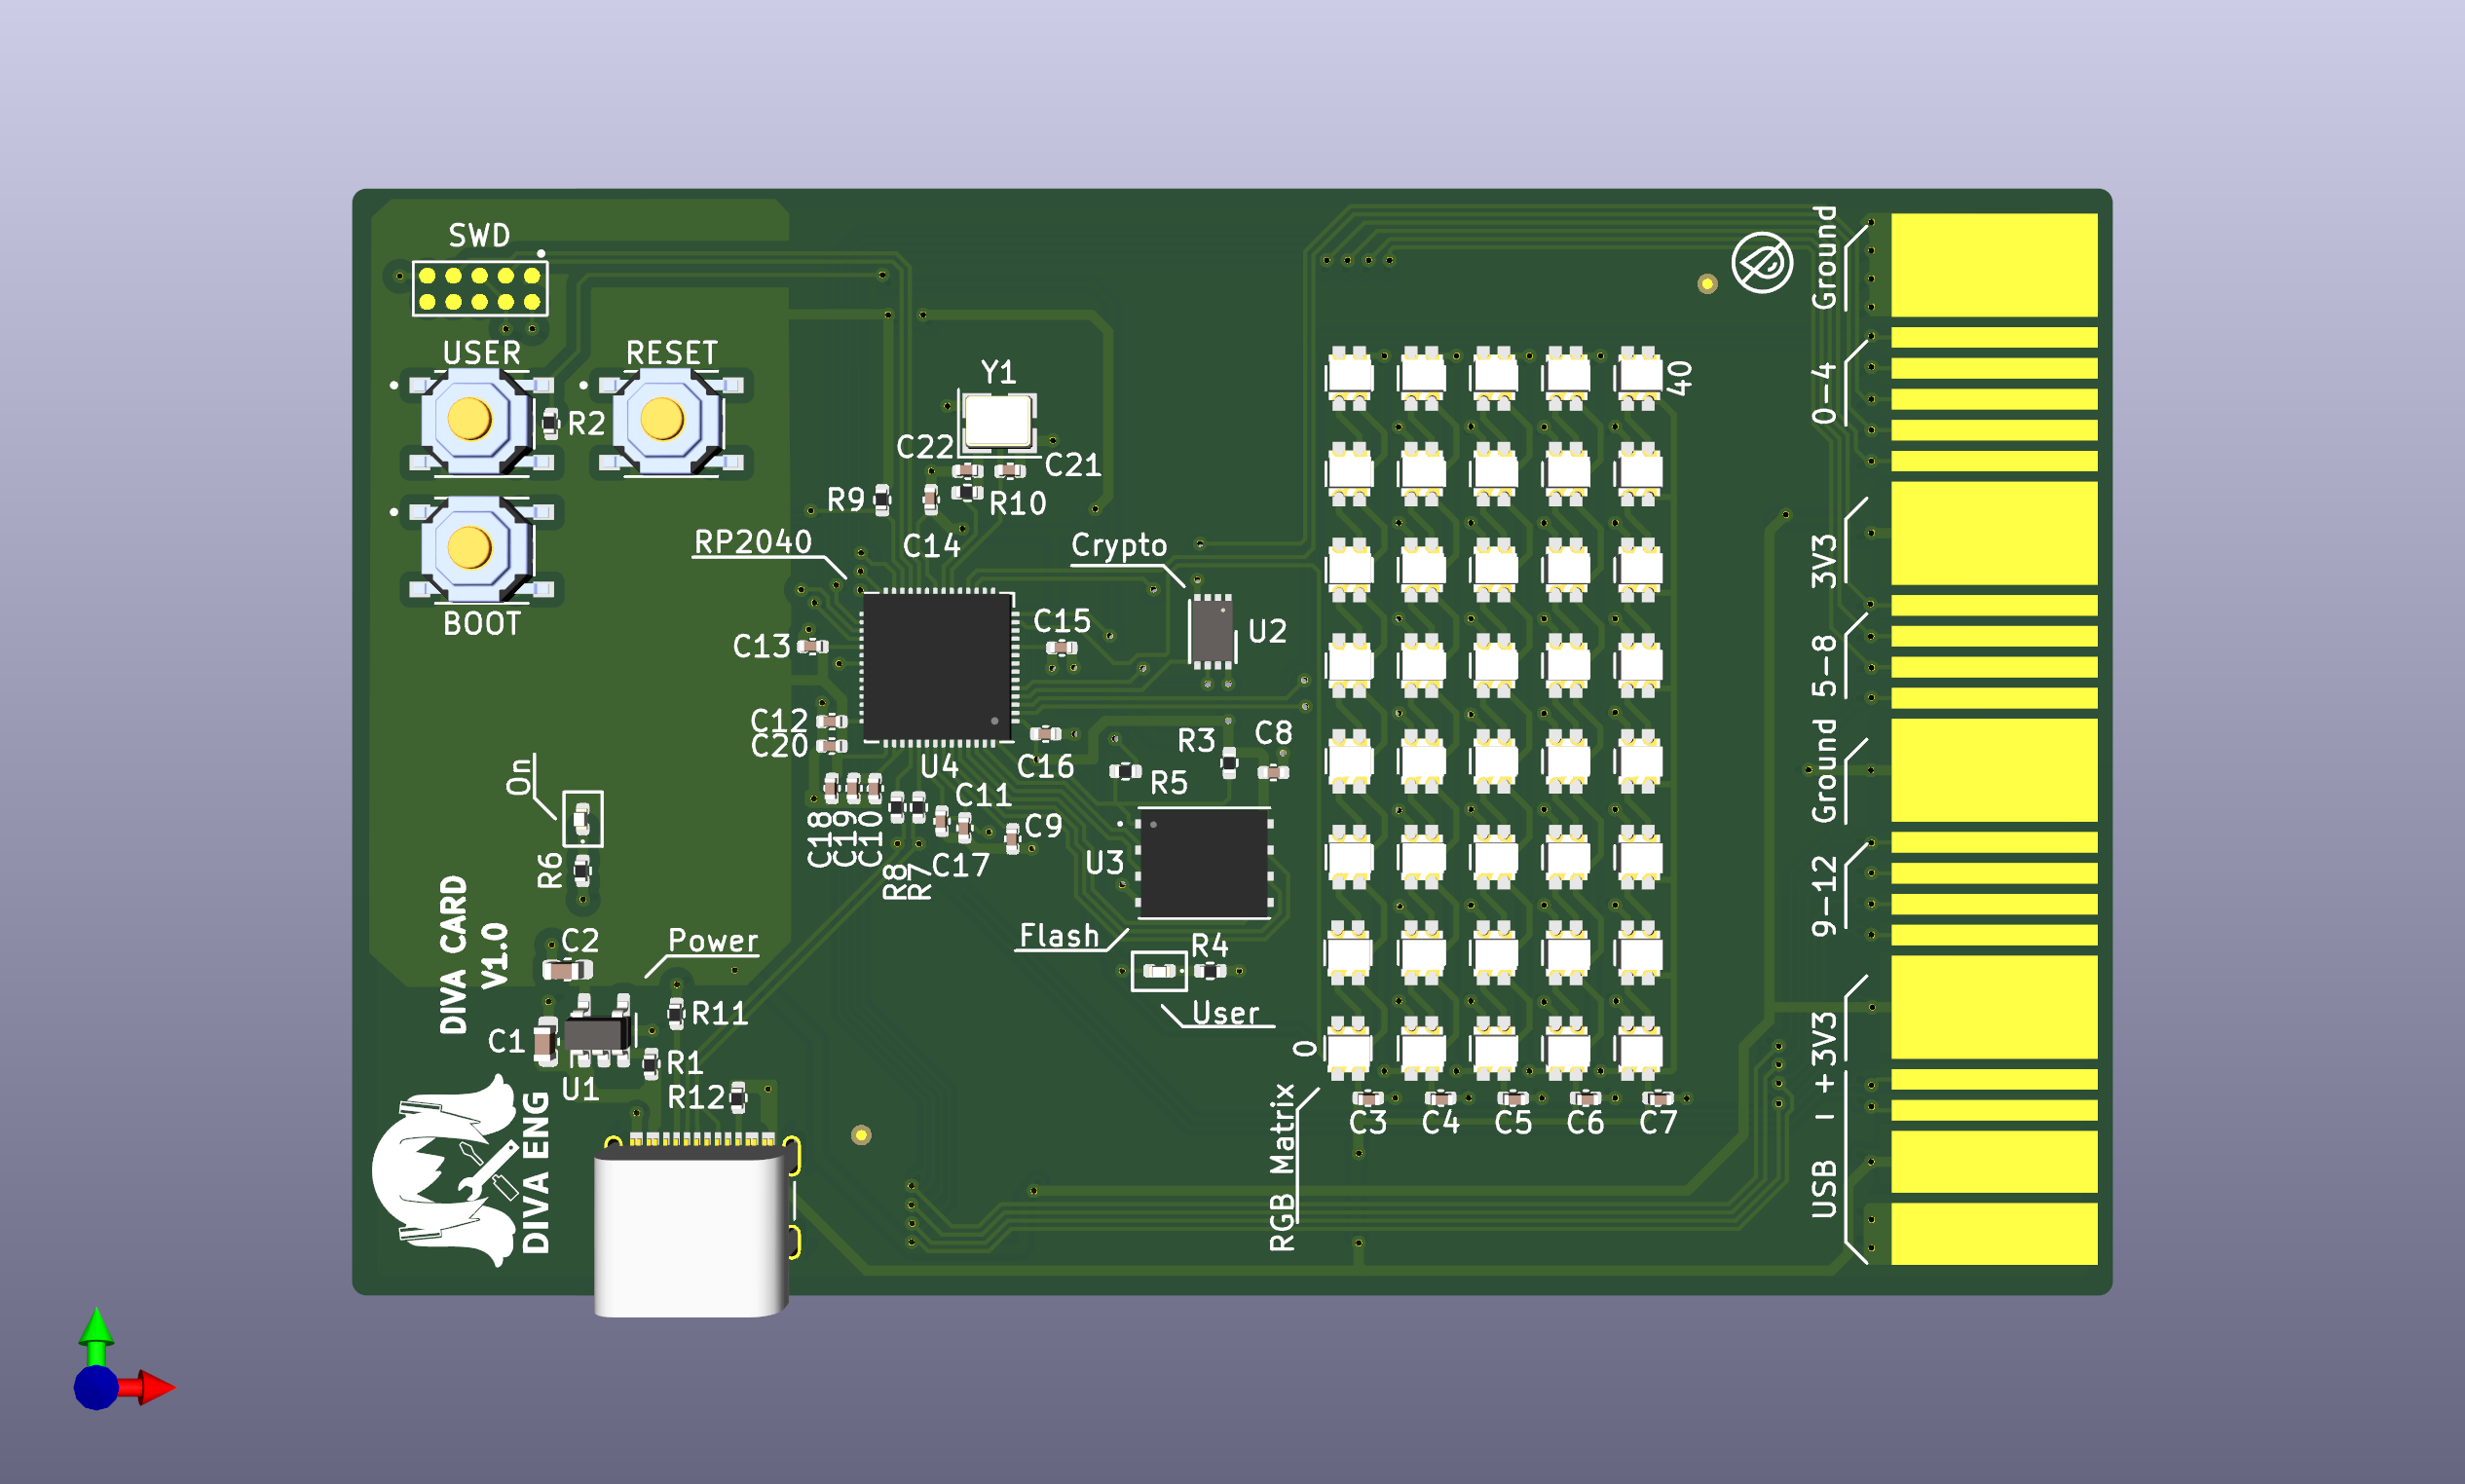 SWD
USER
RESET
R2
BOOT
Y1
C22
C21
R9
R10
C14
RP2040
Crypto
C13
C15
U2
C12
C20
U4
C16
R3
C8
R5
C18
C19
C10
R8
R7
C11
C17
C9
U3
Flash
R4
User
On
R6
DIVA CARD
V1.0
C2
Power
C1
U1
R11
R1
R12
DIVA ENG
40
0
RGB Matrix
C3
C4
C5
C6
C7
Ground
0-4
3V3
5-8
Ground
9-12
3V3
+
-
USB